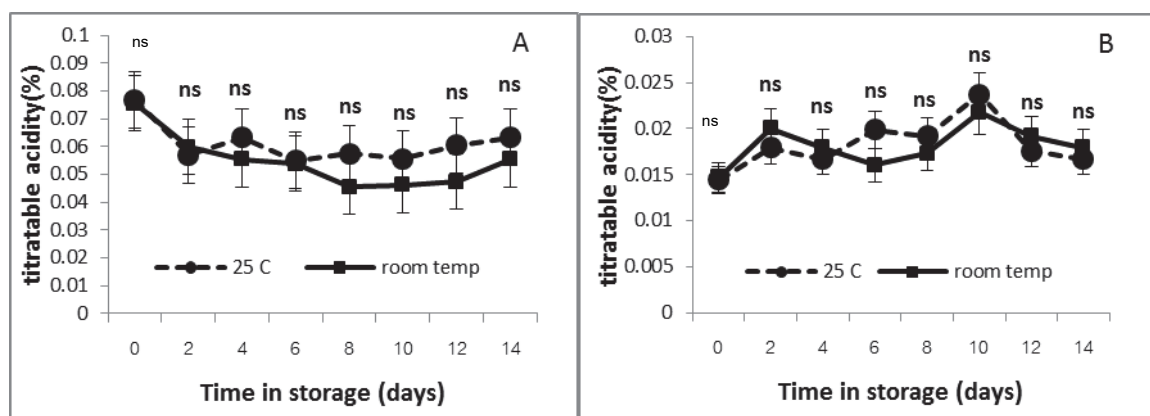 A
titratable acidity(%)
0.1
0.09
0.08
0.07
0.06
0.05
0.04
0.03
0.02
0.01
0
ns
ns
ns
ns
ns
ns
ns
ns
25 C
room temp
0 2 4 6 8 10 12 14
Time in storage (days)
B
titratable acidity(%)
0.03
0.025
0.02
0.015
0.01
0.005
0
ns
ns
ns
ns
ns
ns
ns
ns
25 C
room temp
0 2 4 6 8 10 12 14
Time in storage (days)